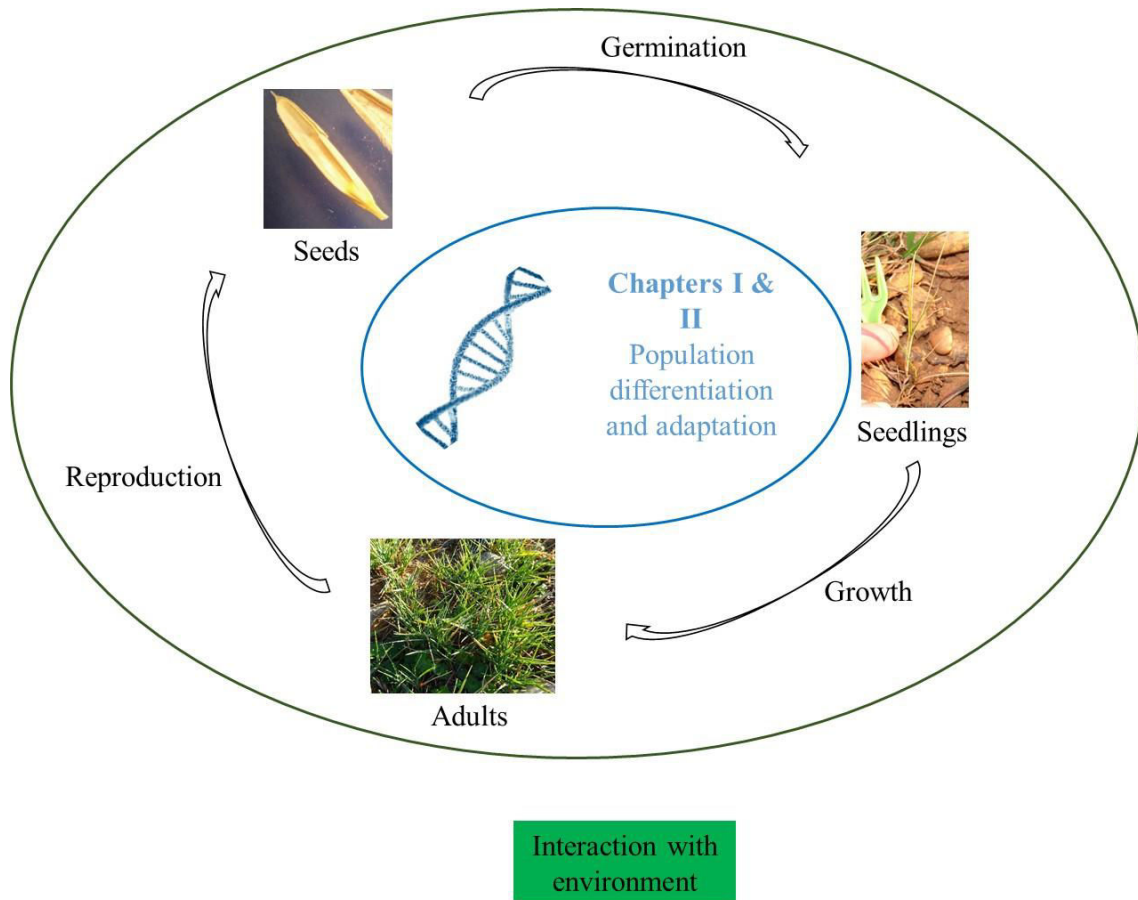 Germination
Seeds
Chapters I &
II
Population
differentiation
and adaptation
Seedlings
Reproduction
Growth
Adults
Interaction with
environment